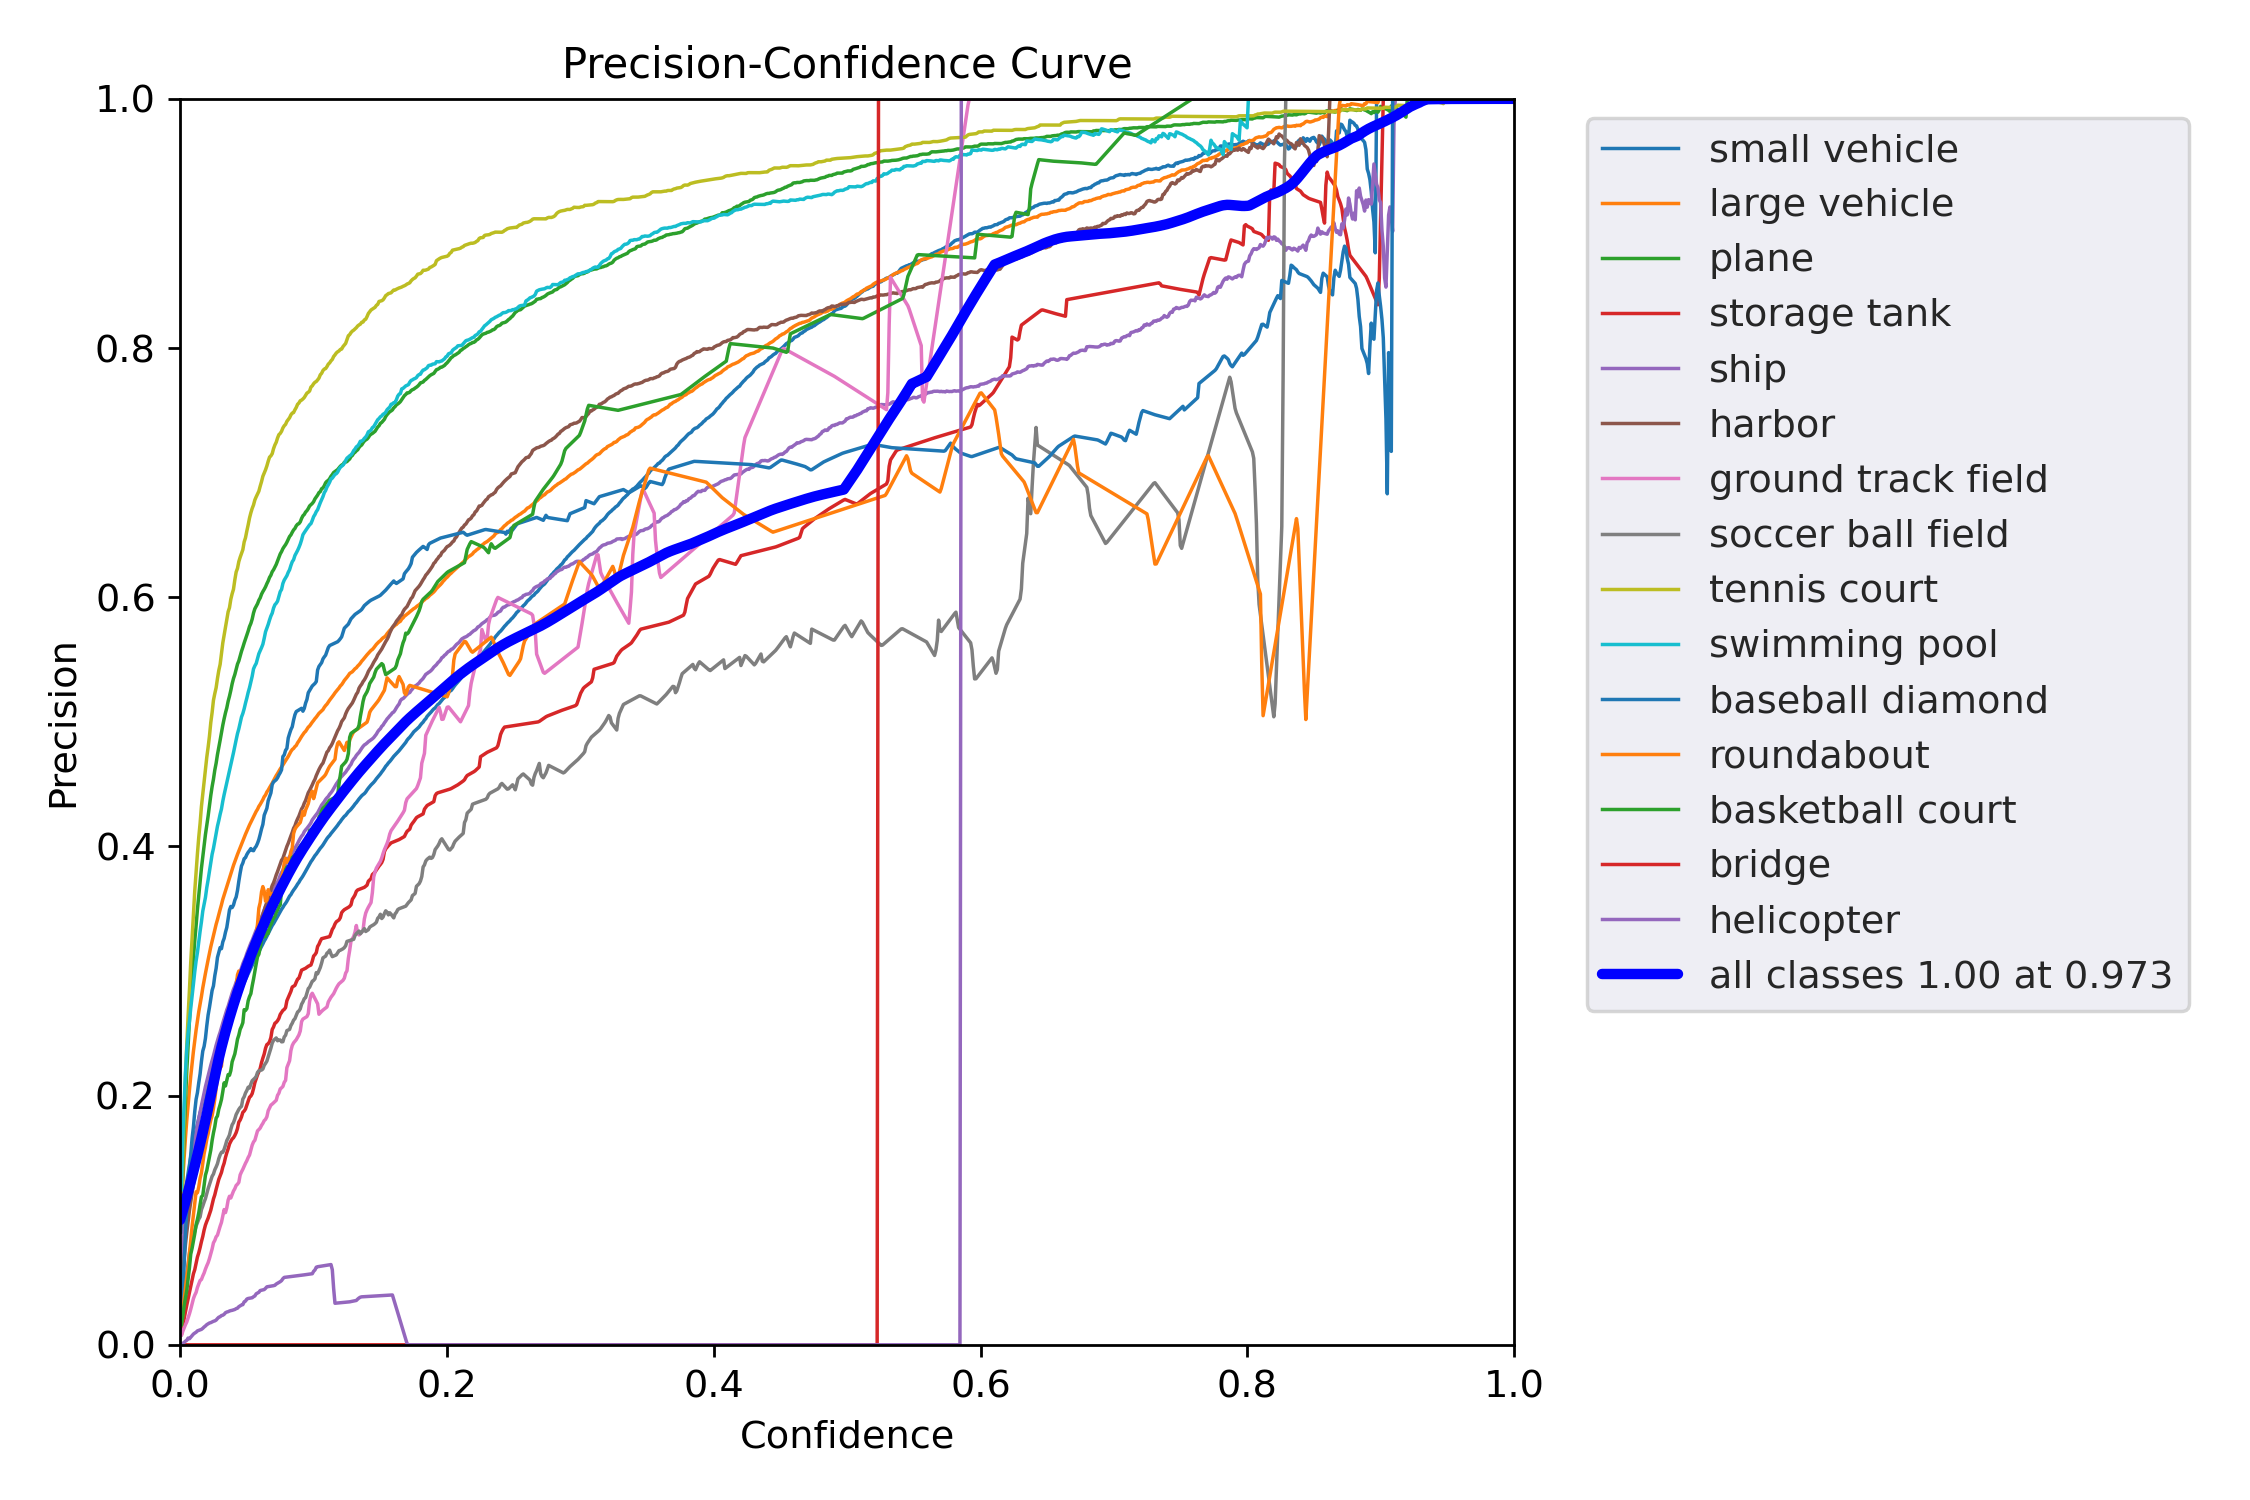 Precision-Confidence Curve
1.0
0.8
0.6
0.4
0.2
0.0
Precision
0.0 0.2 0.4 0.6 0.8 1.0
Confidence
small vehicle
large vehicle
plane
storage tank
ship
harbor
ground track field
soccer ball field
tennis court
swimming pool
baseball diamond
roundabout
basketball court
bridge
helicopter
all classes 1.00 at 0.973